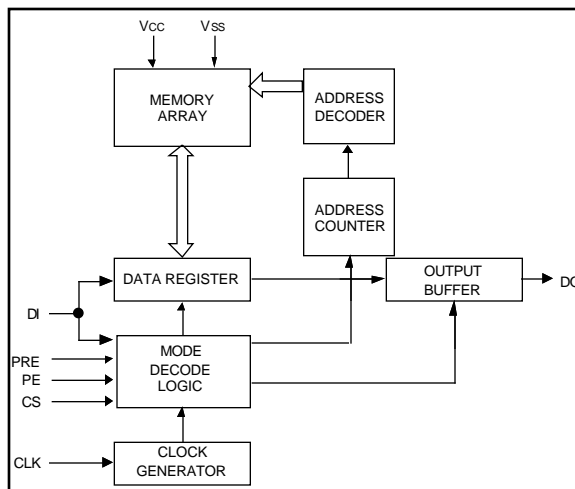 VCC
VSS
MEMORY
ARRAY
ADDRESS
DECODER
ADDRESS
COUNTER
DATA REGISTER
OUTPUT
BUFFER
DO
DI
MODE
DECODE
LOGIC
PRE
PE
CS
CLK
CLOCK
GENERATOR